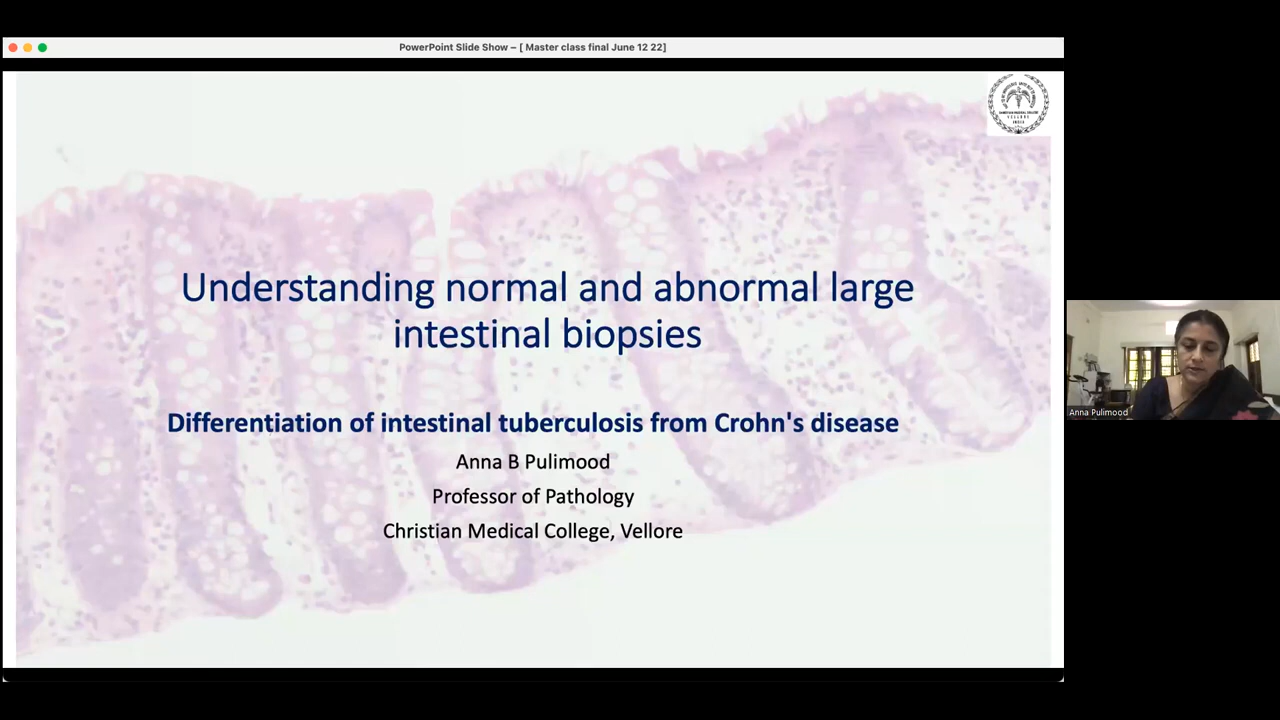 PowerPoint Slide Show – [ Master class final June 12 22]
Understanding normal and abnormal large
intestinal biopsies
Differentiation of intestinal tuberculosis from Crohn's disease
Anna B Pulimood
Professor of Pathology
Christian Medical College, Vellore
Anna Pulimood